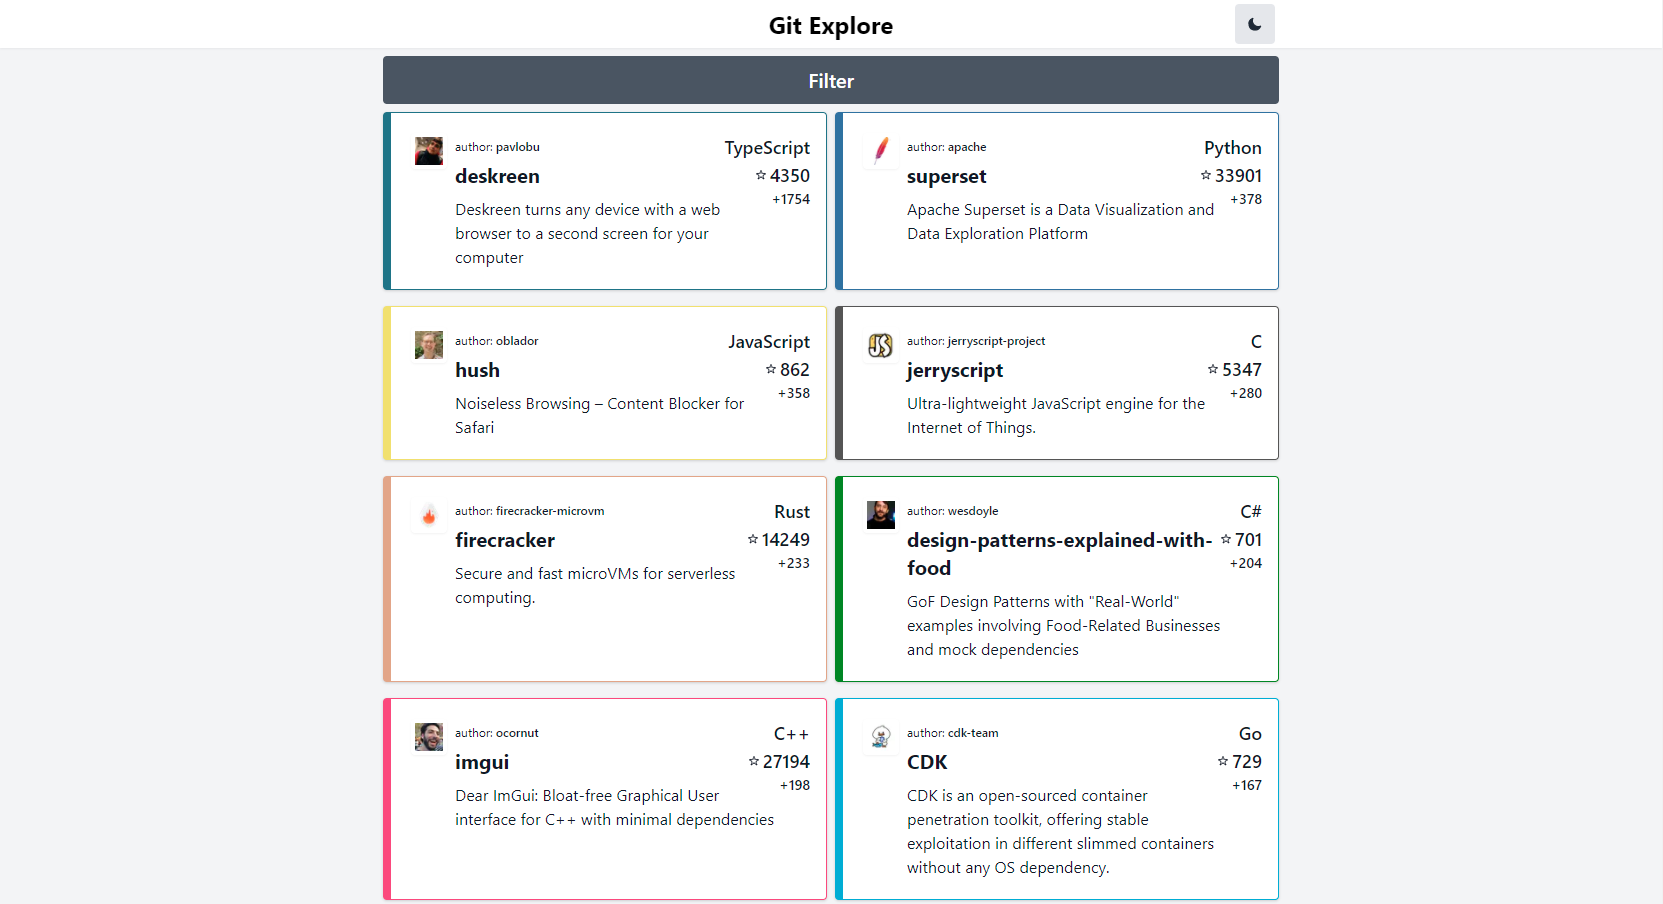 Git Explore
Filter
author: pavlobu
TypeScript
deskreen
☆ 4350
+1754
Deskreen turns any device with a web
browser to a second screen for your
computer
author: apache
Python
superset
☆ 33901
+378
Apache Superset is a Data Visualization and
Data Exploration Platform
author: oblador
JavaScript
hush
☆ 862
+358
Noiseless Browsing – Content Blocker for
Safari
JS
author: jerryscript-project
C
jerryscript
☆ 5347
+280
Ultra-lightweight JavaScript engine for the
Internet of Things.
author: firecracker-microvm
Rust
firecracker
☆ 14249
+233
Secure and fast microVMs for serverless
computing.
author: wesdoyle
C#
design-patterns-explained-with-
food
☆ 701
+204
GoF Design Patterns with "Real-World"
examples involving Food-Related Businesses
and mock dependencies
author: ocornut
C++
imgui
☆ 27194
+198
Dear ImGui: Bloat-free Graphical User
interface for C++ with minimal dependencies
author: cdk-team
Go
CDK
☆ 729
+167
CDK is an open-sourced container
penetration toolkit, offering stable
exploitation in different slimmed containers
without any OS dependency.